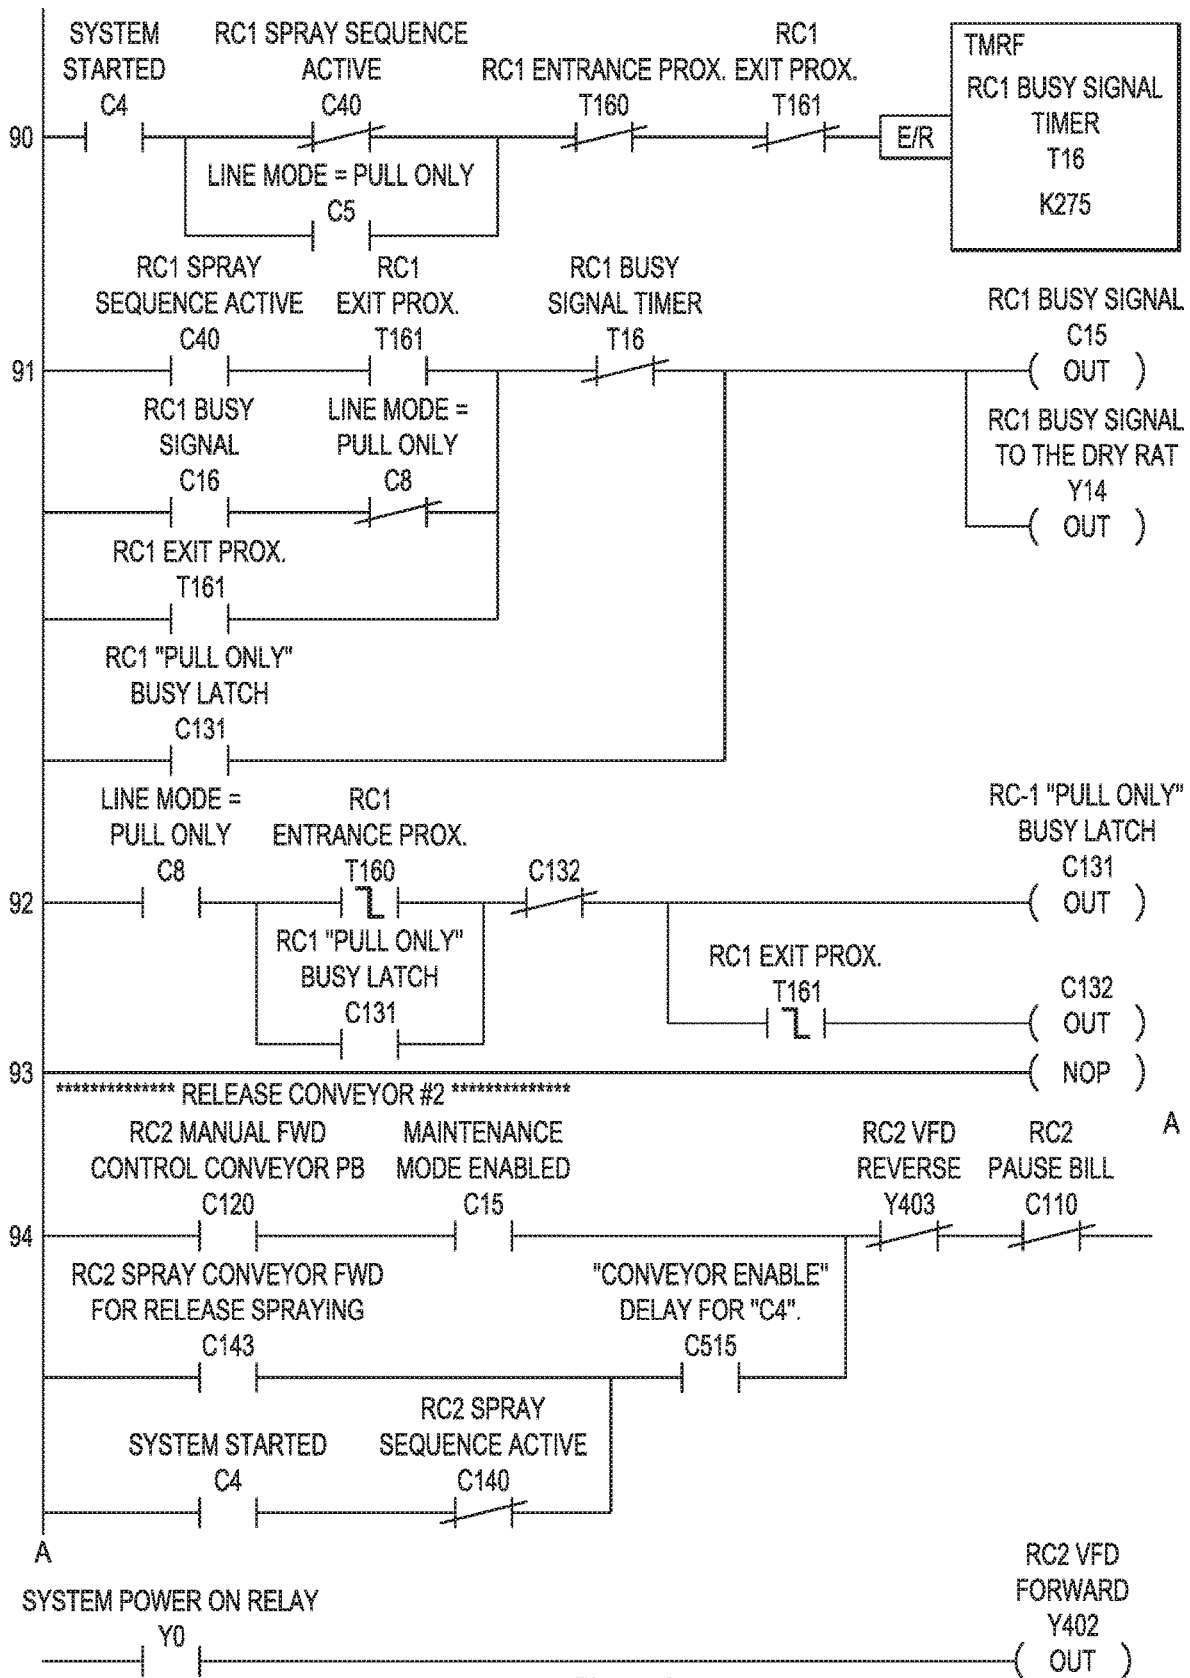 SYSTEM STARTED C4
RC1 SPRAY SEQUENCE ACTIVE C40
RC1 ENTRANCE PROX. T160
RC1 EXIT PROX. T161
TMRF
RC1 BUSY SIGNAL TIMER
T16
K275
90
E/R
LINE MODE = PULL ONLY
C5
RC1 SPRAY SEQUENCE ACTIVE C40
RC1 EXIT PROX. T161
RC1 BUSY SIGNAL TIMER T16
RC1 BUSY SIGNAL C15
91
( OUT )
RC1 BUSY SIGNAL C16
LINE MODE = PULL ONLY C8
RC1 BUSY SIGNAL TO THE DRY RAT Y14
( OUT )
RC1 EXIT PROX.
T161
RC1 "PULL ONLY" BUSY LATCH
C131
LINE MODE = PULL ONLY C8
RC1 ENTRANCE PROX. T160
C132
RC-1 "PULL ONLY" BUSY LATCH C131
92
( OUT )
RC1 "PULL ONLY" BUSY LATCH C131
RC1 EXIT PROX. T161
C132
( OUT )
93
( NOP )
************** RELEASE CONVEYOR #2 **************
A
RC2 MANUAL FWD CONTROL CONVEYOR PB C120
MAINTENANCE MODE ENABLED C15
RC2 VFD REVERSE Y403
RC2 PAUSE BILL C110
94
RC2 SPRAY CONVEYOR FWD FOR RELEASE SPRAYING C143
"CONVEYOR ENABLE" DELAY FOR "C4". C515
SYSTEM STARTED C4
RC2 SPRAY SEQUENCE ACTIVE C140
A
SYSTEM POWER ON RELAY Y0
RC2 VFD FORWARD Y402
( OUT )